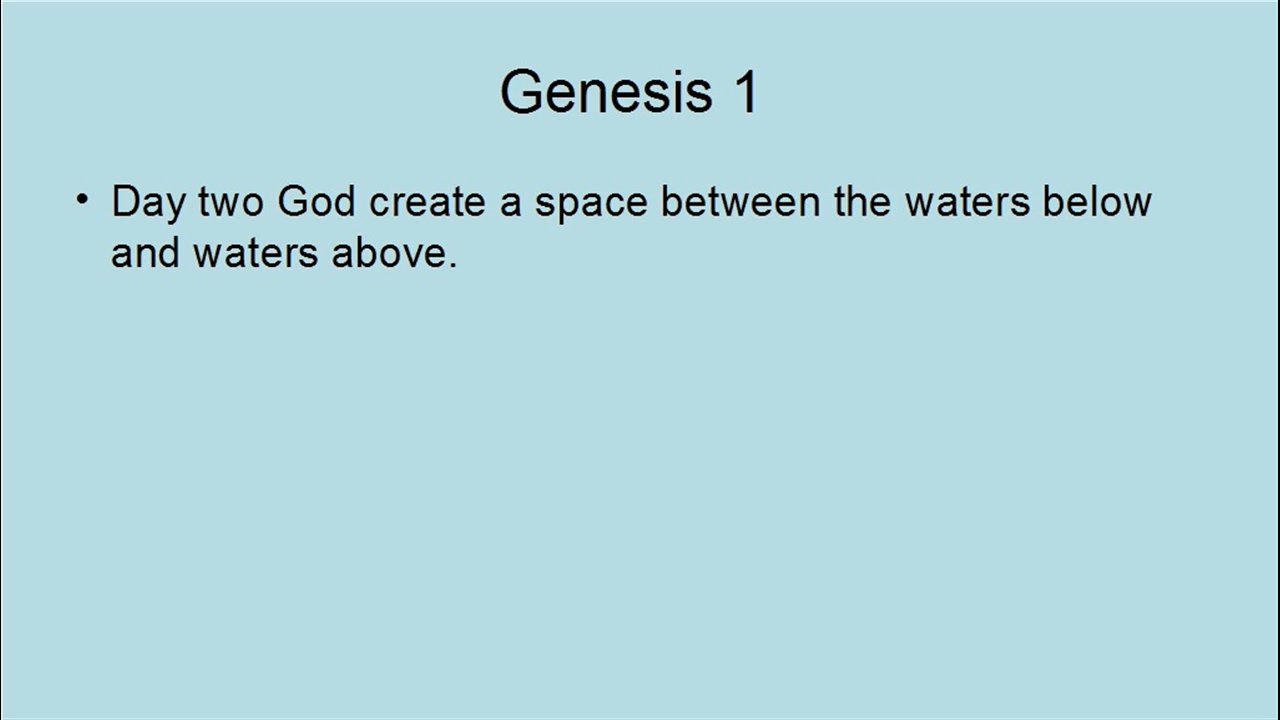 Genesis 1
• Day two God create a space between the waters below
and waters above.